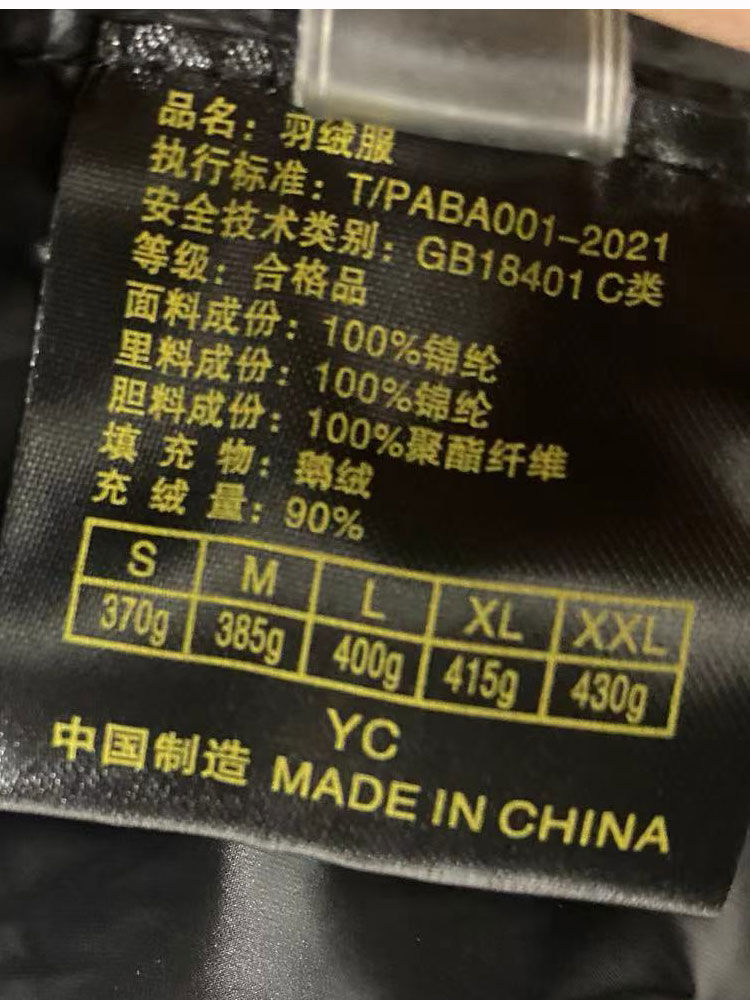 品名：羽绒服
执行标准：T/PABA001-2021
安全技术类别：GB18401 C类
等级：合格品
面料成份：100%锦纶
里料成份：100%锦纶
胆料成份：100%聚酯纤维
填 充 物：鹅绒
充 绒 量：90%
S M L XL XXL
370g 385g 400g 415g 430g
YC
中国制造 MADE IN CHINA